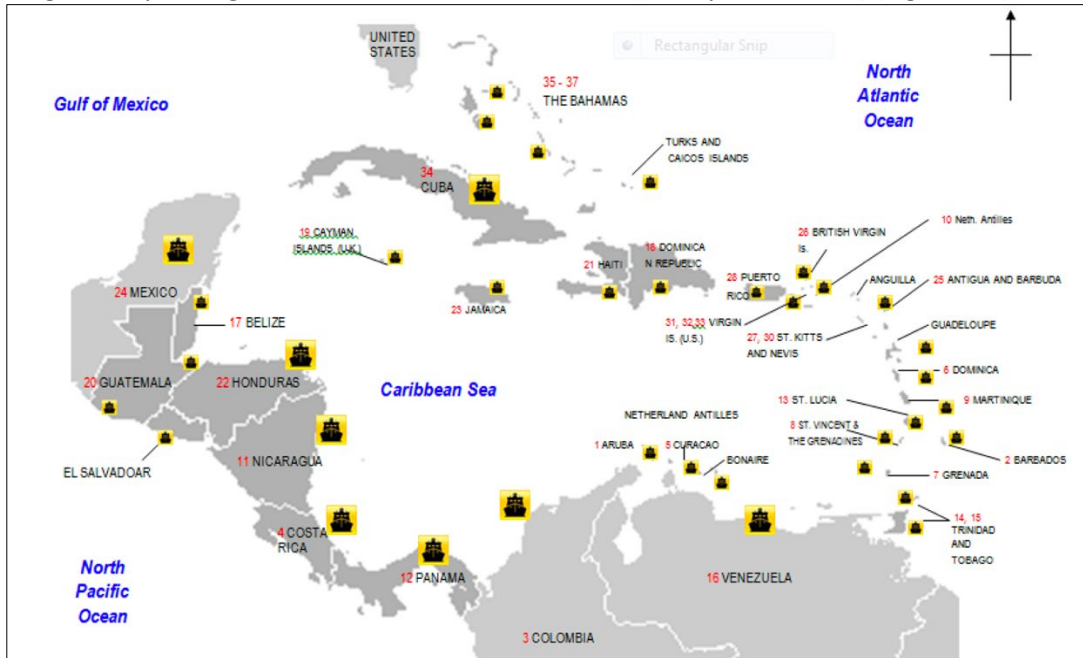 UNITED
STATES
Rectangular Snip
Gulf of Mexico
35 - 37
THE BAHAMAS
North
Atlantic
Ocean
TURKS AND
CAICOS ISLANDS
34
CUBA
10 Neth. Antilles
19 CAYMAN
ISLANDS, (U.K.)
26 BRITISH VIRGIN
Is.
18 DOMINICA
N REPUBLIC
21 HAITI
28 PUERTO
RICO
ANGUILLA
25 ANTIGUA AND BARBUDA
24 MEXICO
23 JAMAICA
31, 32,33 VIRGIN
IS. (U.S.)
27, 30 ST. KITTS
AND NEVIS
GUADELOUPE
17 BELIZE
20 GUATEMALA
22 HONDURAS
Caribbean Sea
6 DOMINICA
13 ST. LUCIA
9 MARTINIQUE
NETHERLAND ANTILLES
8 ST. VINCENT &
THE GRENADINES
1 ARUBA
5 CURACAO
BONAIRE
2 BARBADOS
EL SALVADOAR
11 NICARAGUA
7 GRENADA
14, 15
TRINIDAD
AND
TOBAGO
4 COSTA
RICA
North
Pacific
Ocean
12 PANAMA
16 VENEZUELA
3 COLOMBIA